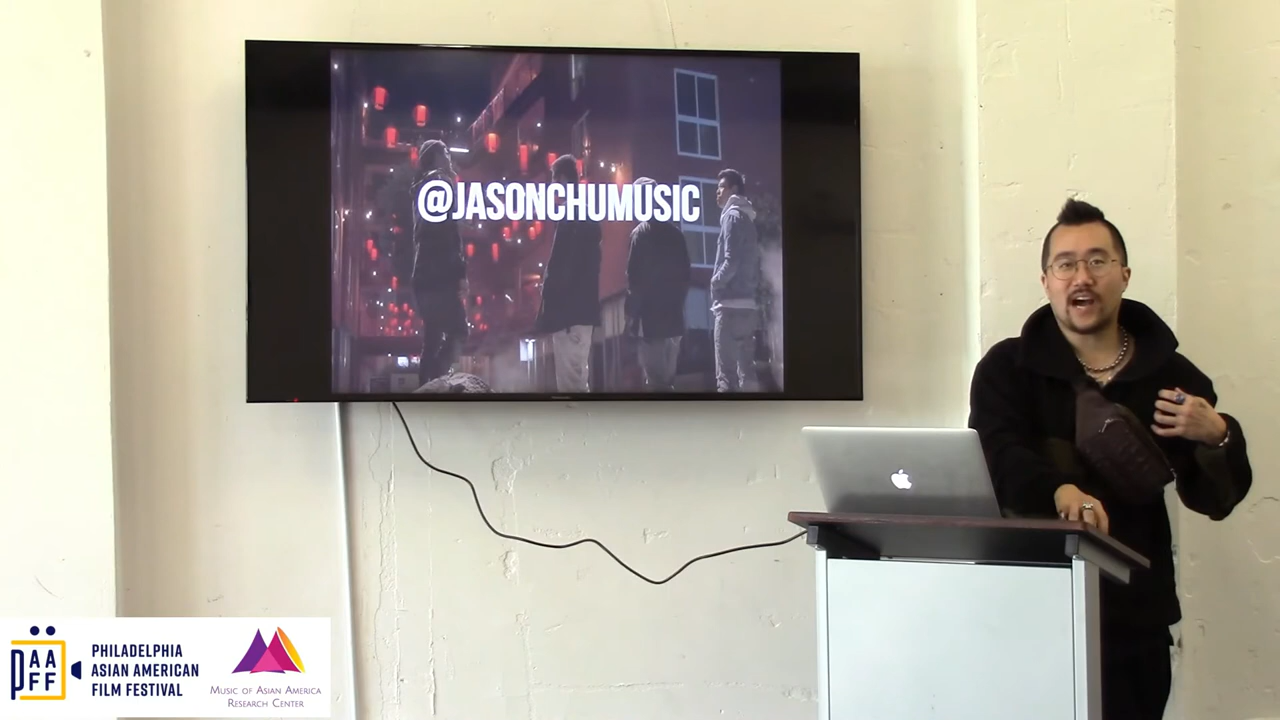 @JASONCHUMUSIC
PAAFF
PHILADELPHIA
ASIAN AMERICAN
FILM FESTIVAL
MUSIC OF ASIAN AMERICA
RESEARCH CENTER